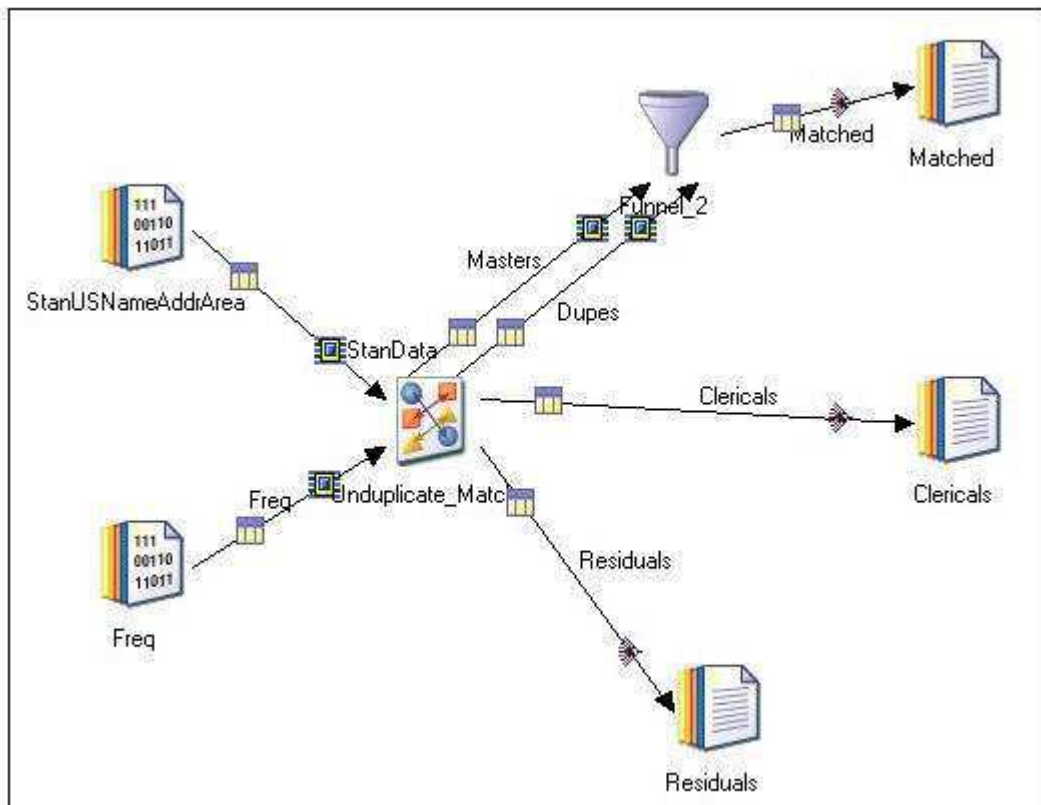 Matched
Matched
Funnel_2
111
00110
11011
Masters
StanUSNameAddrArea
Dupes
StanData
Clericals
Clericals
Freq
Unduplicate_Matc
111
00110
11011
Residuals
Freq
Residuals